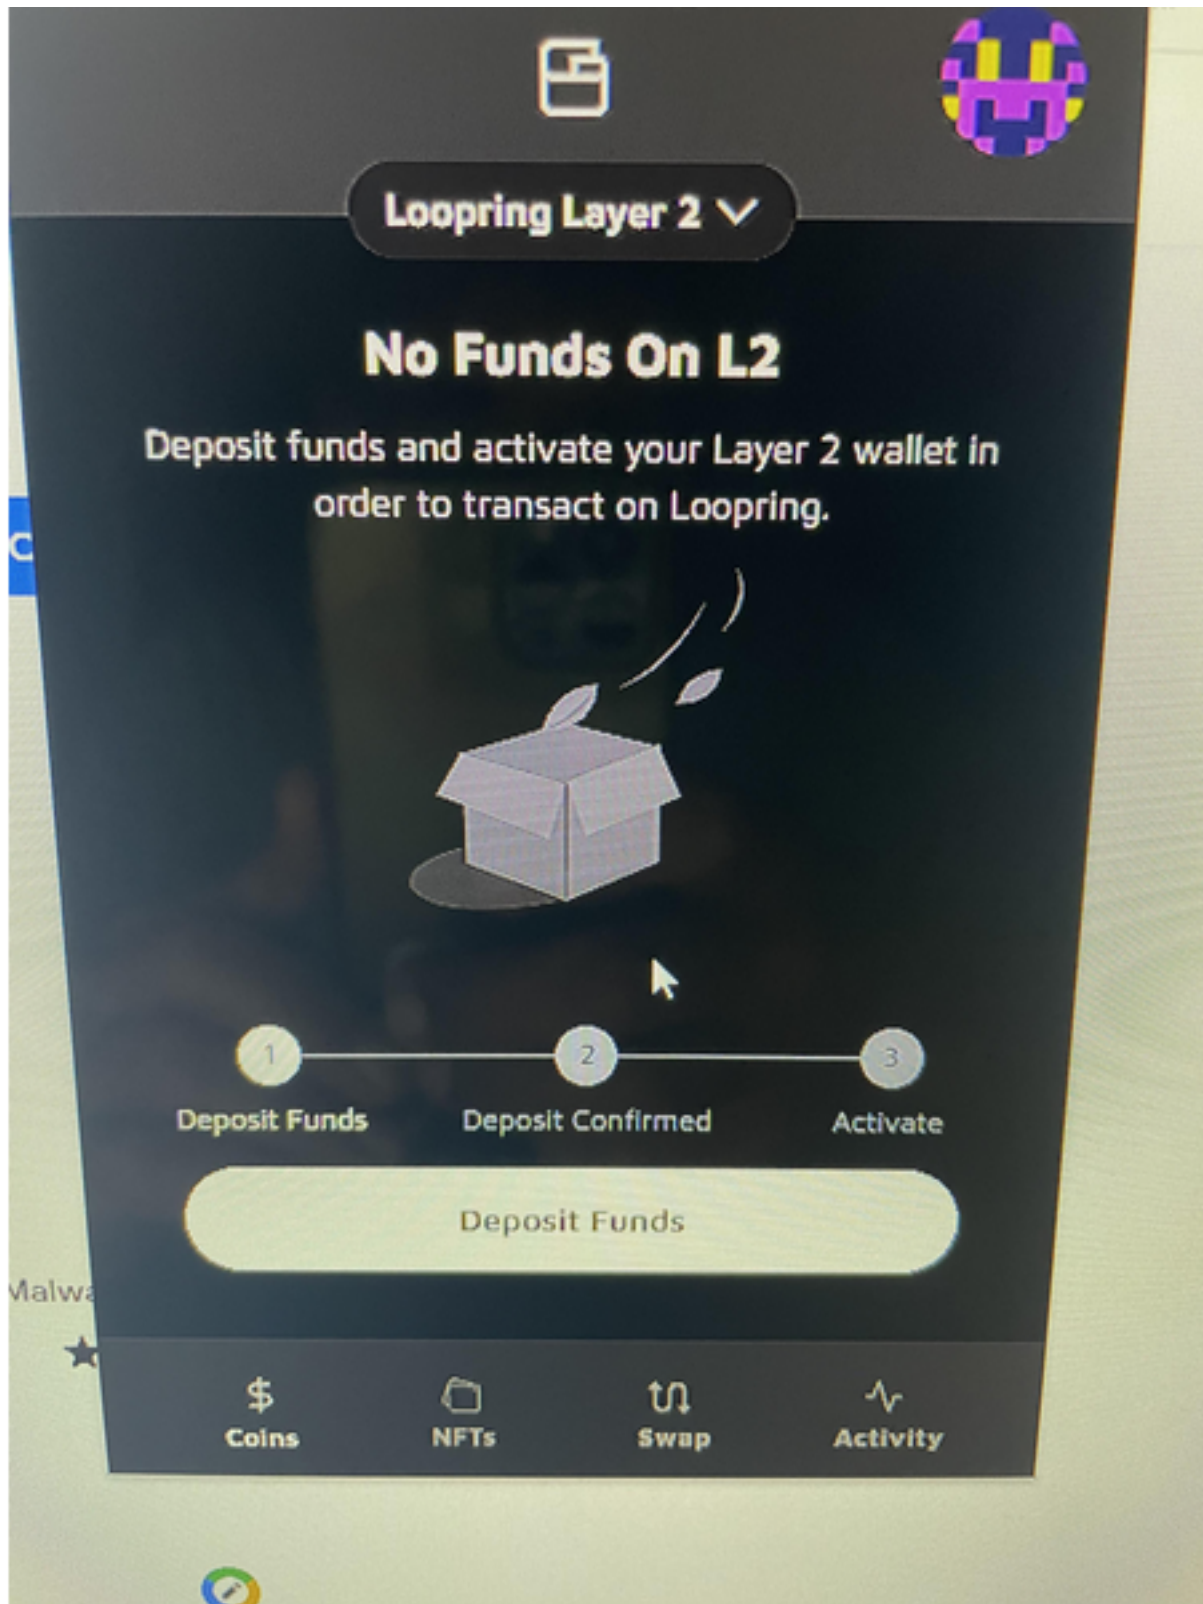 Loopring Layer 2
No Funds On L2
Deposit funds and activate your Layer 2 wallet in
order to transact on Loopring.
1 2 3
Deposit Funds Deposit Confirmed Activate
Deposit Funds
Malwa
$
Coins NFTs Swap Activity